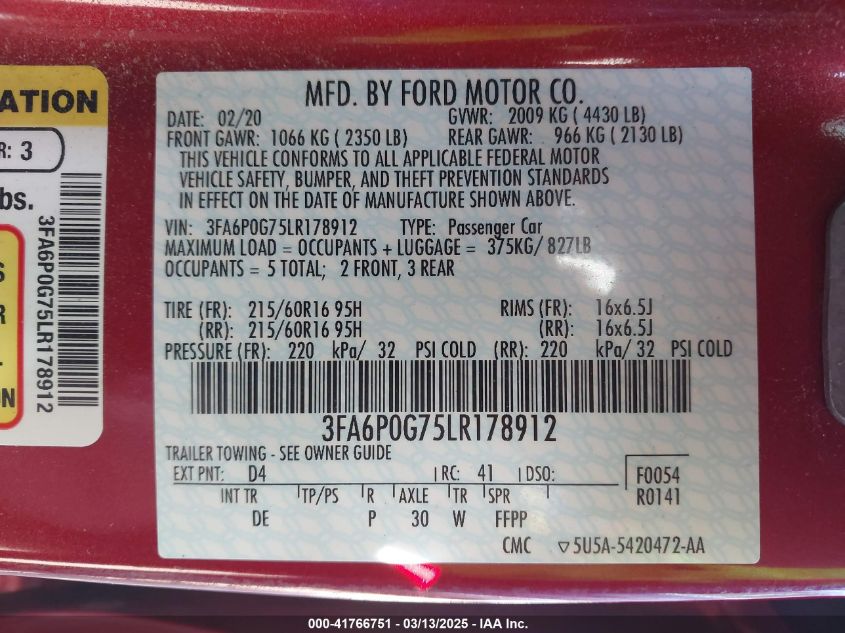 ATION
R: 3
bs.
S
R
L
ION
3FA6P0G75LR178912
MFD. BY FORD MOTOR CO.
DATE: 02/20 GVWR: 2009 KG (4430 LB)
FRONT GAWR: 1066 KG ( 2350 LB) REAR GAWR: 966 KG ( 2130 LB)
THIS VEHICLE CONFORMS TO ALL APPLICABLE FEDERAL MOTOR
VEHICLE SAFETY, BUMPER, AND THEFT PREVENTION STANDARDS
IN EFFECT ON THE DATE OF MANUFACTURE SHOWN ABOVE.
VIN: 3FA6P0G75LR178912 TYPE: Passenger Car
MAXIMUM LOAD = OCCUPANTS + LUGGAGE = 375KG/ 827LB
OCCUPANTS = 5 TOTAL; 2 FRONT, 3 REAR
TIRE (FR): 215/60R16 95H RIMS (FR): 16x6.5J
(RR): 215/60R16 95H (RR): 16x6.5J
PRESSURE (FR): 220 kPa/ 32 PSI COLD (RR): 220 kPa/ 32 PSI COLD
3FA6P0G75LR178912
TRAILER TOWING - SEE OWNER GUIDE
EXT PNT: D4 RC: 41 DSO: F0054
INT TR TP/PS R AXLE TR SPR R0141
DE P 30 W FFPP
CMC ▽5U5A-5420472-AA
000-41766751 — 03/13/2025 — IAA, Inc.